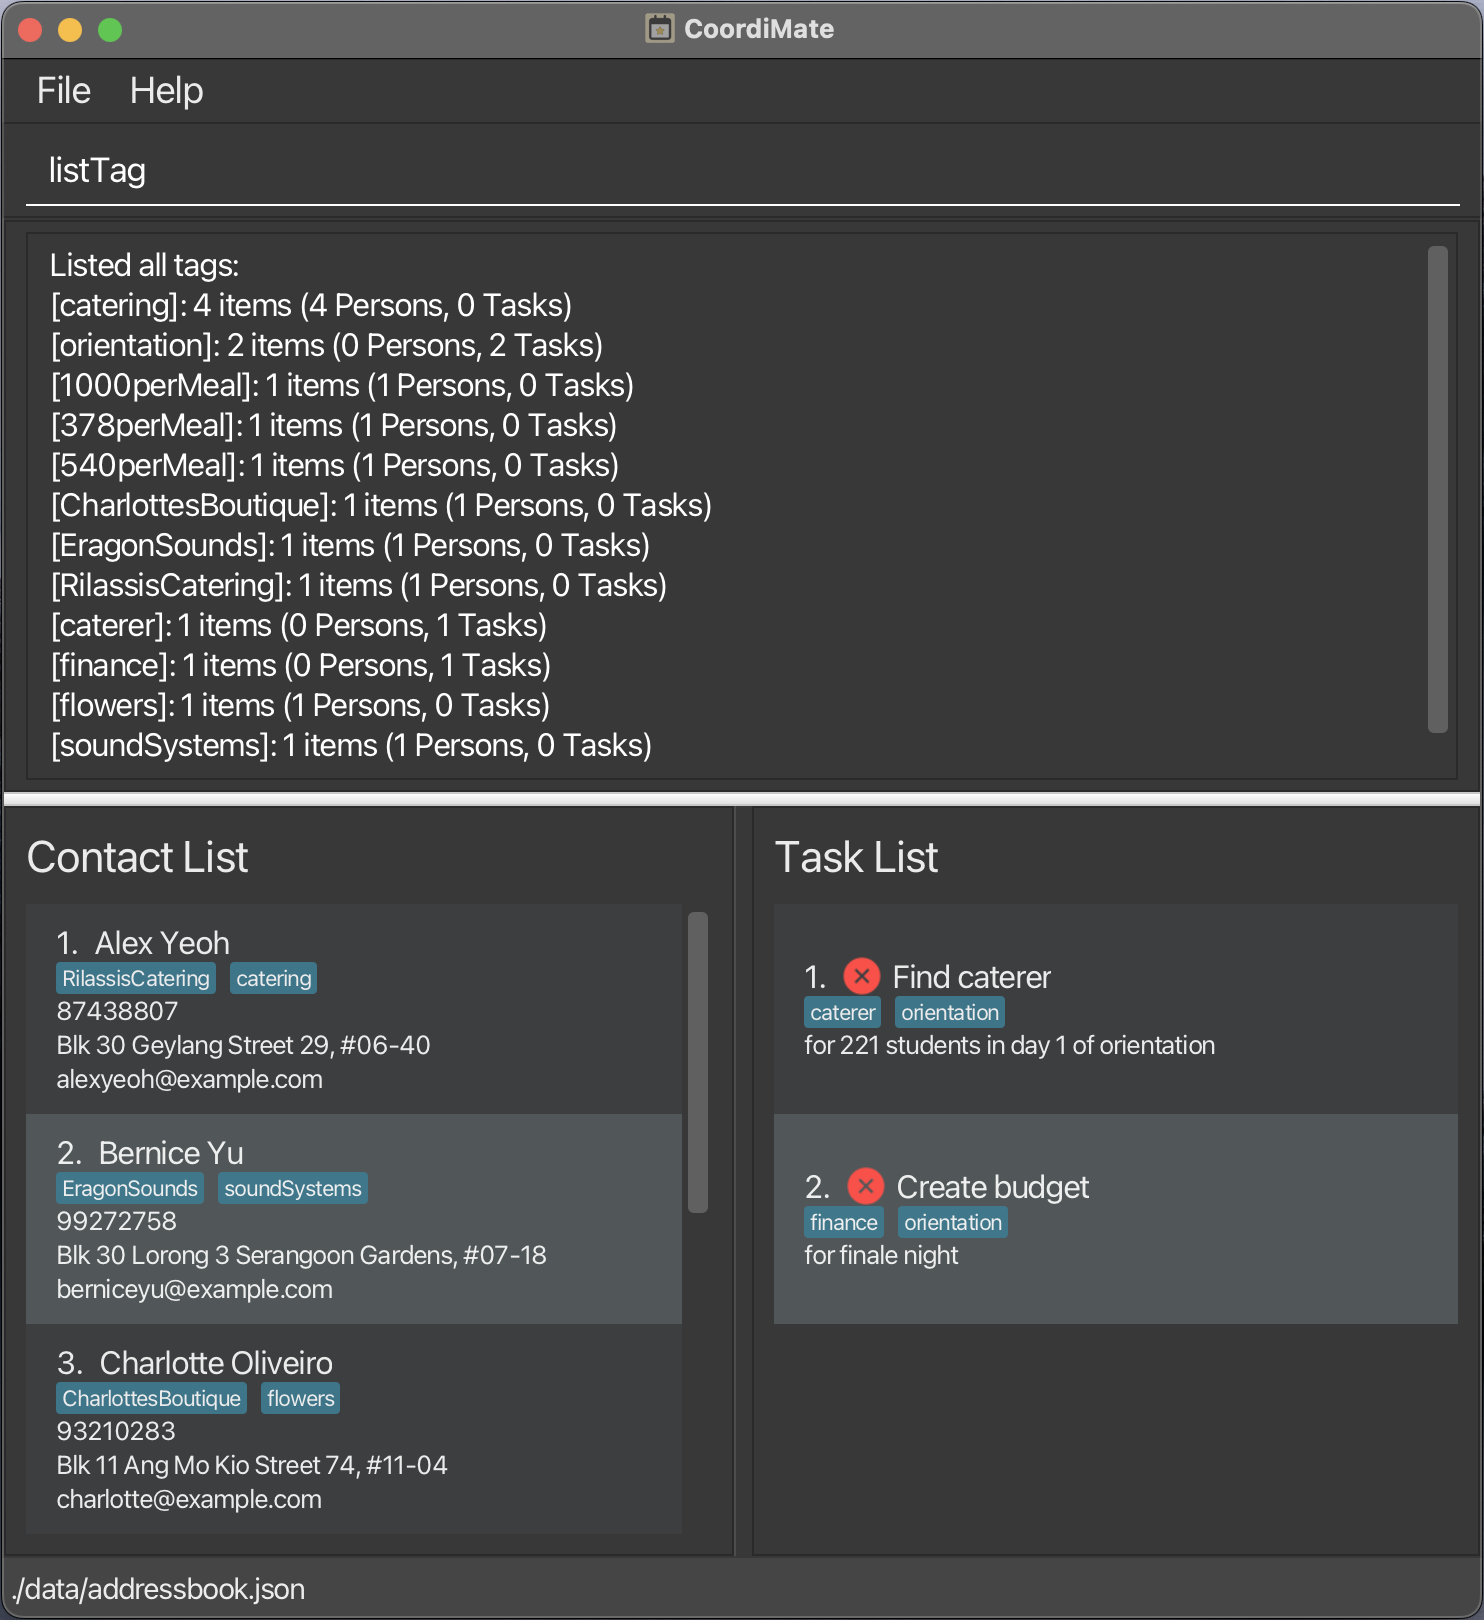 CoordiMate
File Help
listTag
Listed all tags:
[catering]: 4 items (4 Persons, 0 Tasks)
[orientation]: 2 items (0 Persons, 2 Tasks)
[1000perMeal]: 1 items (1 Persons, 0 Tasks)
[378perMeal]: 1 items (1 Persons, 0 Tasks)
[540perMeal]: 1 items (1 Persons, 0 Tasks)
[CharlottesBoutique]: 1 items (1 Persons, 0 Tasks)
[EragonSounds]: 1 items (1 Persons, 0 Tasks)
[RilassisCatering]: 1 items (1 Persons, 0 Tasks)
[caterer]: 1 items (0 Persons, 1 Tasks)
[finance]: 1 items (0 Persons, 1 Tasks)
[flowers]: 1 items (1 Persons, 0 Tasks)
[soundSystems]: 1 items (1 Persons, 0 Tasks)
Contact List
1. Alex Yeoh
RilassisCatering catering
87438807
Blk 30 Geylang Street 29, #06-40
alexyeoh@example.com
2. Bernice Yu
EragonSounds soundSystems
99272758
Blk 30 Lorong 3 Serangoon Gardens, #07-18
berniceyu@example.com
3. Charlotte Oliveiro
CharlottesBoutique flowers
93210283
Blk 11 Ang Mo Kio Street 74, #11-04
charlotte@example.com
Task List
1. Find caterer
caterer orientation
for 221 students in day 1 of orientation
2. Create budget
finance orientation
for finale night
./data/addressbook.json